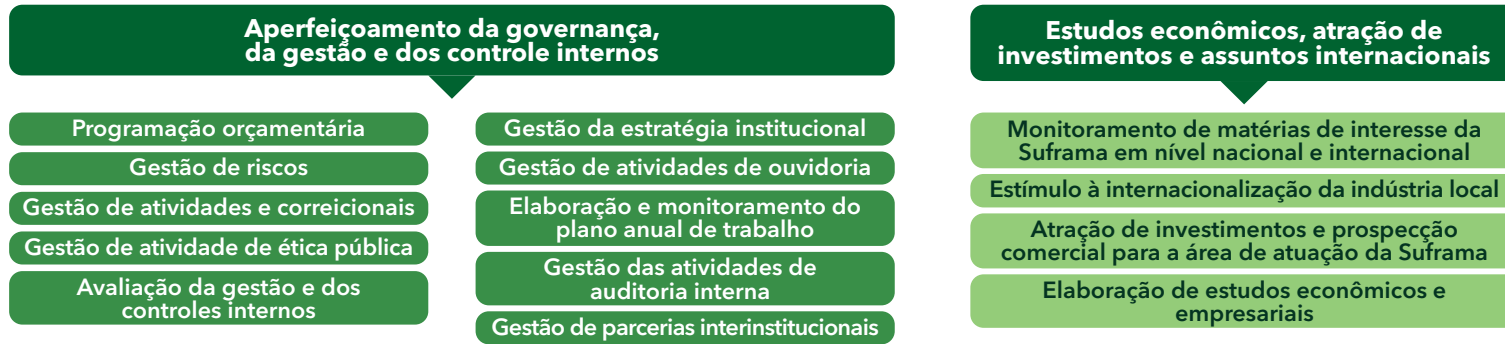 Aperfeiçoamento da governança,
da gestão e dos controle internos
Programação orçamentária
Gestão de riscos
Gestão de atividades e correicionais
Gestão de atividade de ética pública
Avaliação da gestão e dos
controles internos
Gestão da estratégia institucional
Gestão de atividades de ouvidoria
Elaboração e monitoramento do
plano anual de trabalho
Gestão das atividades de
auditoria interna
Gestão de parcerias interinstitucionais
Estudos econômicos, atração de
investimentos e assuntos internacionais
Monitoramento de matérias de interesse da
Suframa em nível nacional e internacional
Estímulo à internacionalização da indústria local
Atração de investimentos e prospecção
comercial para a área de atuação da Suframa
Elaboração de estudos econômicos e
empresariais